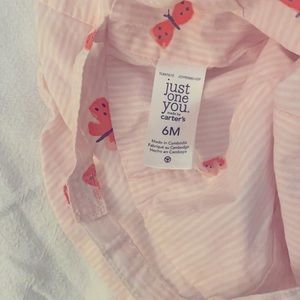 just
one
you.
made by
carter's
6M
Made in Cambodia
Fabriqué au Cambodge
Hecho en Camboya